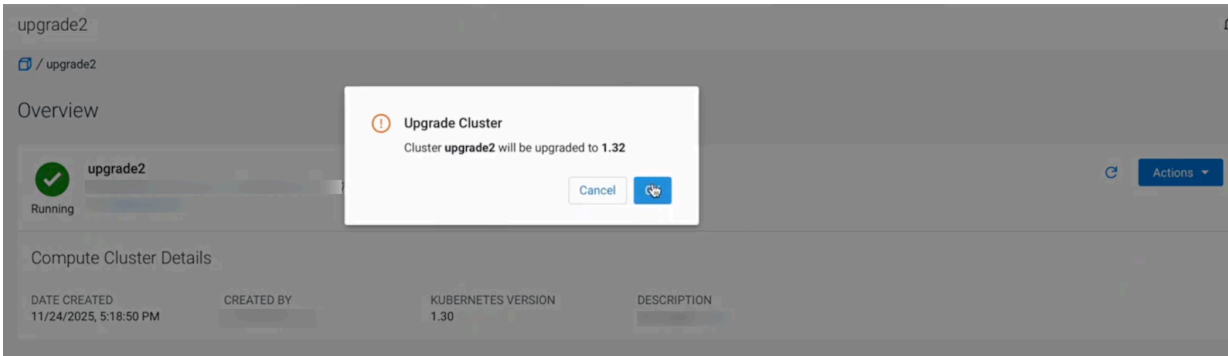 upgrade2
/ upgrade2
Overview
Upgrade Cluster
Cluster upgrade2 will be upgraded to 1.32
Cancel
upgrade2
Actions
Running
Compute Cluster Details
DATE CREATED
CREATED BY
KUBERNETES VERSION
DESCRIPTION
11/24/2025, 5:18:50 PM
1.30